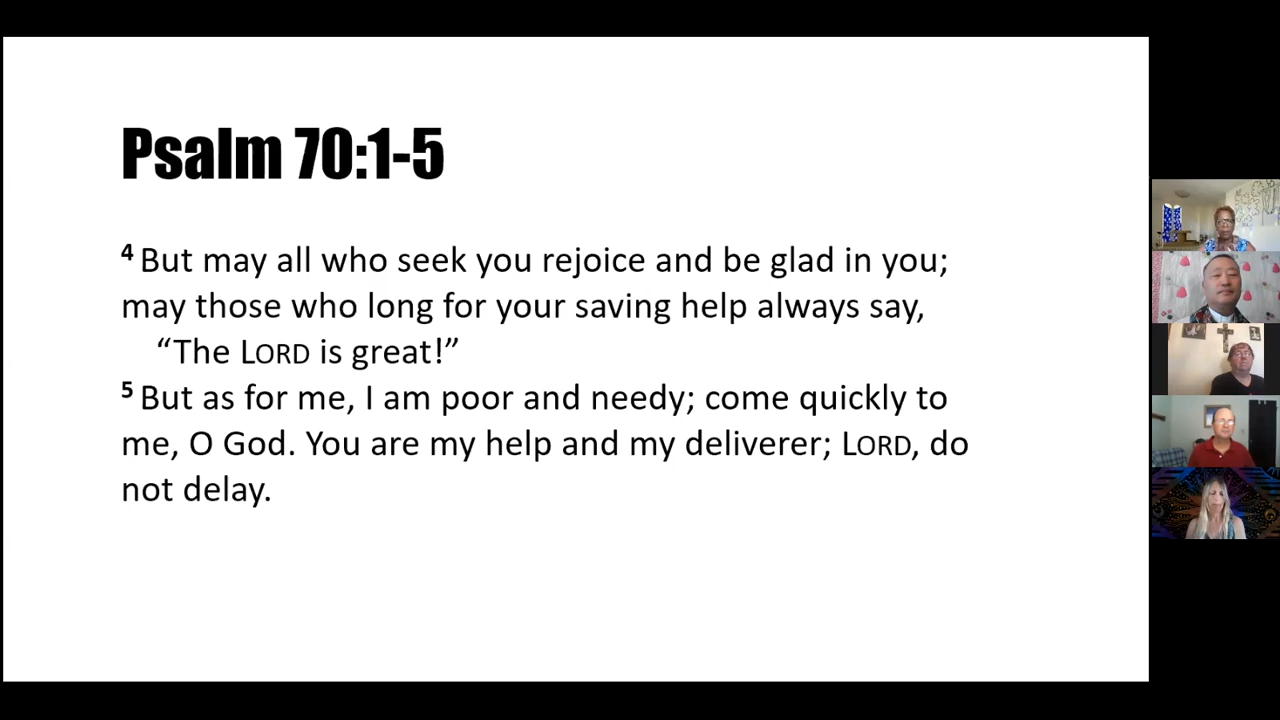 Psalm 70:1-5
4 But may all who seek you rejoice and be glad in you;
may those who long for your saving help always say,
“The LORD is great!”
5 But as for me, I am poor and needy; come quickly to
me, O God. You are my help and my deliverer; LORD, do
not delay.